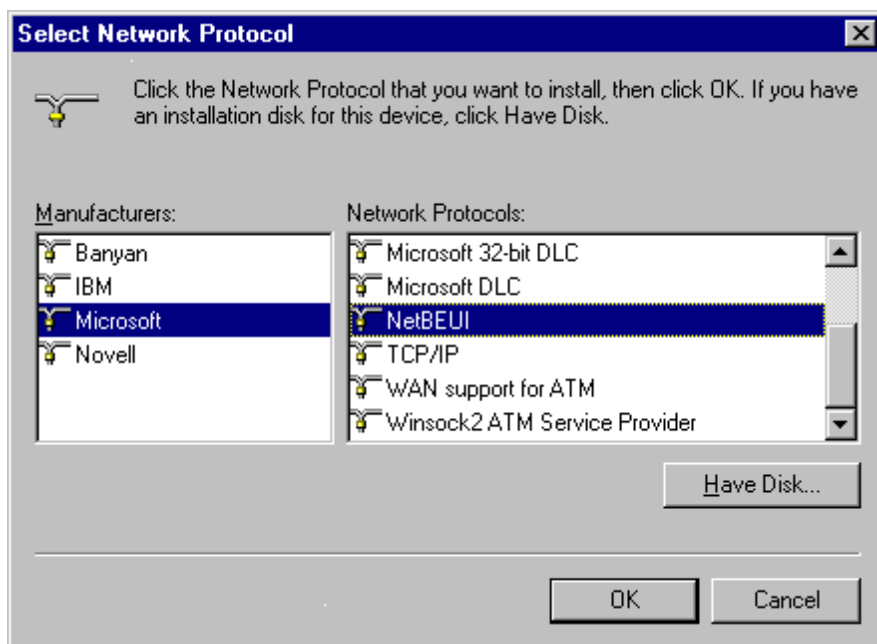 Select Network Protocol
Click the Network Protocol that you want to install, then click OK. If you have
an installation disk for this device, click Have Disk.
Manufacturers:
Banyan
IBM
Microsoft
Novell
Network Protocols:
Microsoft 32-bit DLC
Microsoft DLC
NetBEUI
TCP/IP
WAN support for ATM
Winsock2 ATM Service Provider
Have Disk...
OK
Cancel